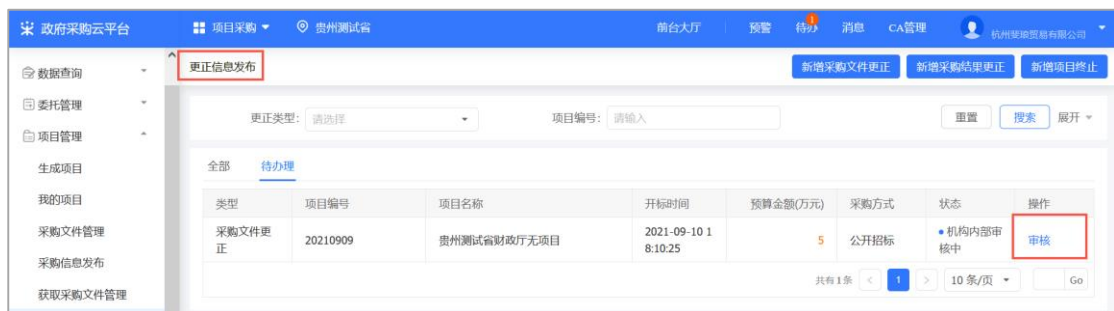 政府采购云平台 项目采购 贵州测试省 前台大厅 预警 待办 1 消息 CA管理 杭州斐琅贸易有限公司
数据查询
委托管理
项目管理
生成项目
我的项目
采购文件管理
采购信息发布
获取采购文件管理
更正信息发布 新增采购文件更正 新增采购结果更正 新增项目终止
更正类型: 请选择 项目编号: 请输入 重置 搜索 展开
全部 待办理
类型 项目编号 项目名称 开标时间 预算金额(万元) 采购方式 状态 操作
采购文件更 20210909 贵州测试省财政厅无项目 2021-09-10 1 5 公开招标 机构内部审 审核
正 8:10:25 核中
共有1条 < 1 > 10 条/页 Go